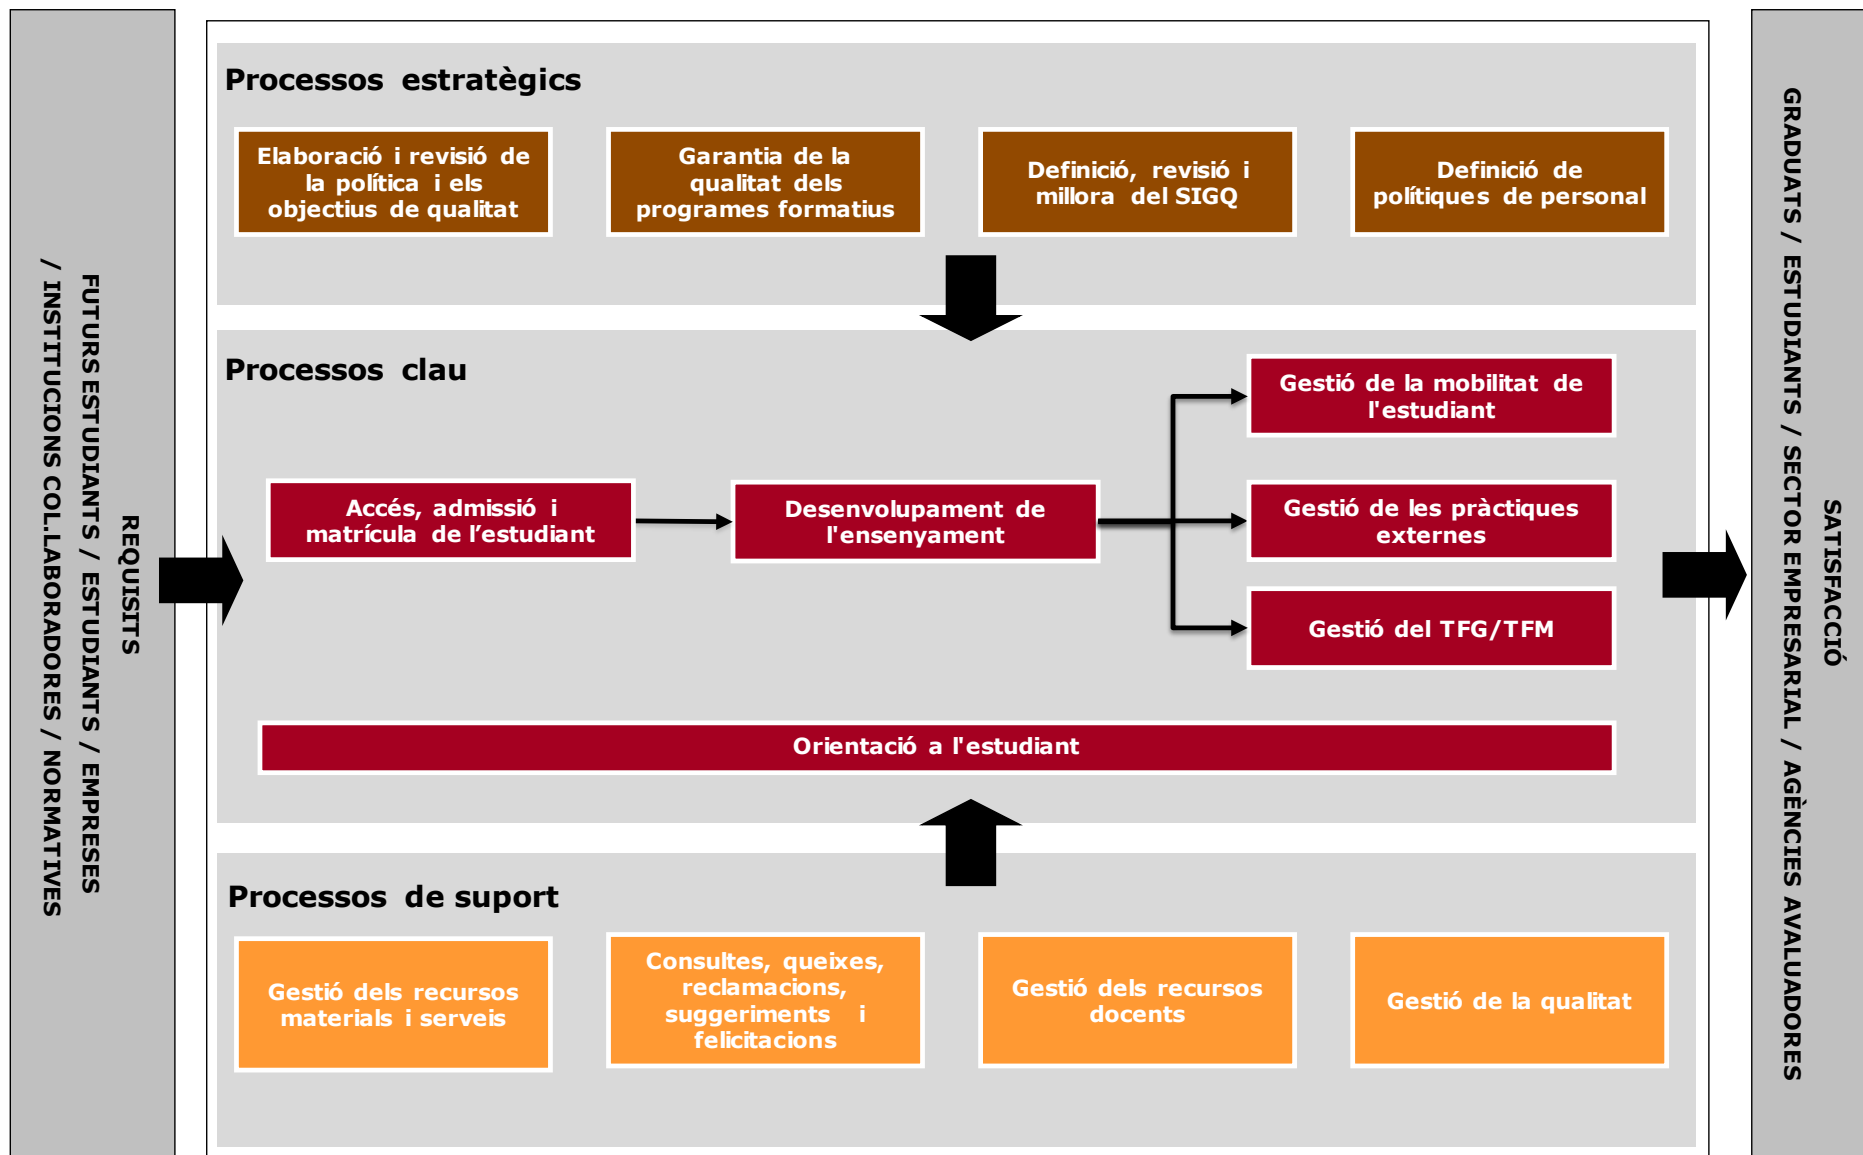 REQUISITS
FUTURS ESTUDIANTS / ESTUDIANTS / EMPRESES
/ INSTITUCIONS COL.LABORADORES / NORMATIVES
Processos estratègics
Elaboració i revisió de
la política i els
objectius de qualitat
Garantia de la
qualitat dels
programes formatius
Definició, revisió i
millora del SIGQ
Definició de
polítiques de personal
Processos clau
Accés, admissió i
matrícula de l’estudiant
Desenvolupament de
l'ensenyament
Gestió de la mobilitat de
l'estudiant
Gestió de les pràctiques
externes
Gestió del TFG/TFM
Orientació a l'estudiant
Processos de suport
Gestió dels recursos
materials i serveis
Consultes, queixes,
reclamacions,
suggeriments i
felicitacions
Gestió dels recursos
docents
Gestió de la qualitat
SATISFACCIÓ
GRADUATS / ESTUDIANTS / SECTOR EMPRESARIAL / AGÈNCIES AVALUADORES